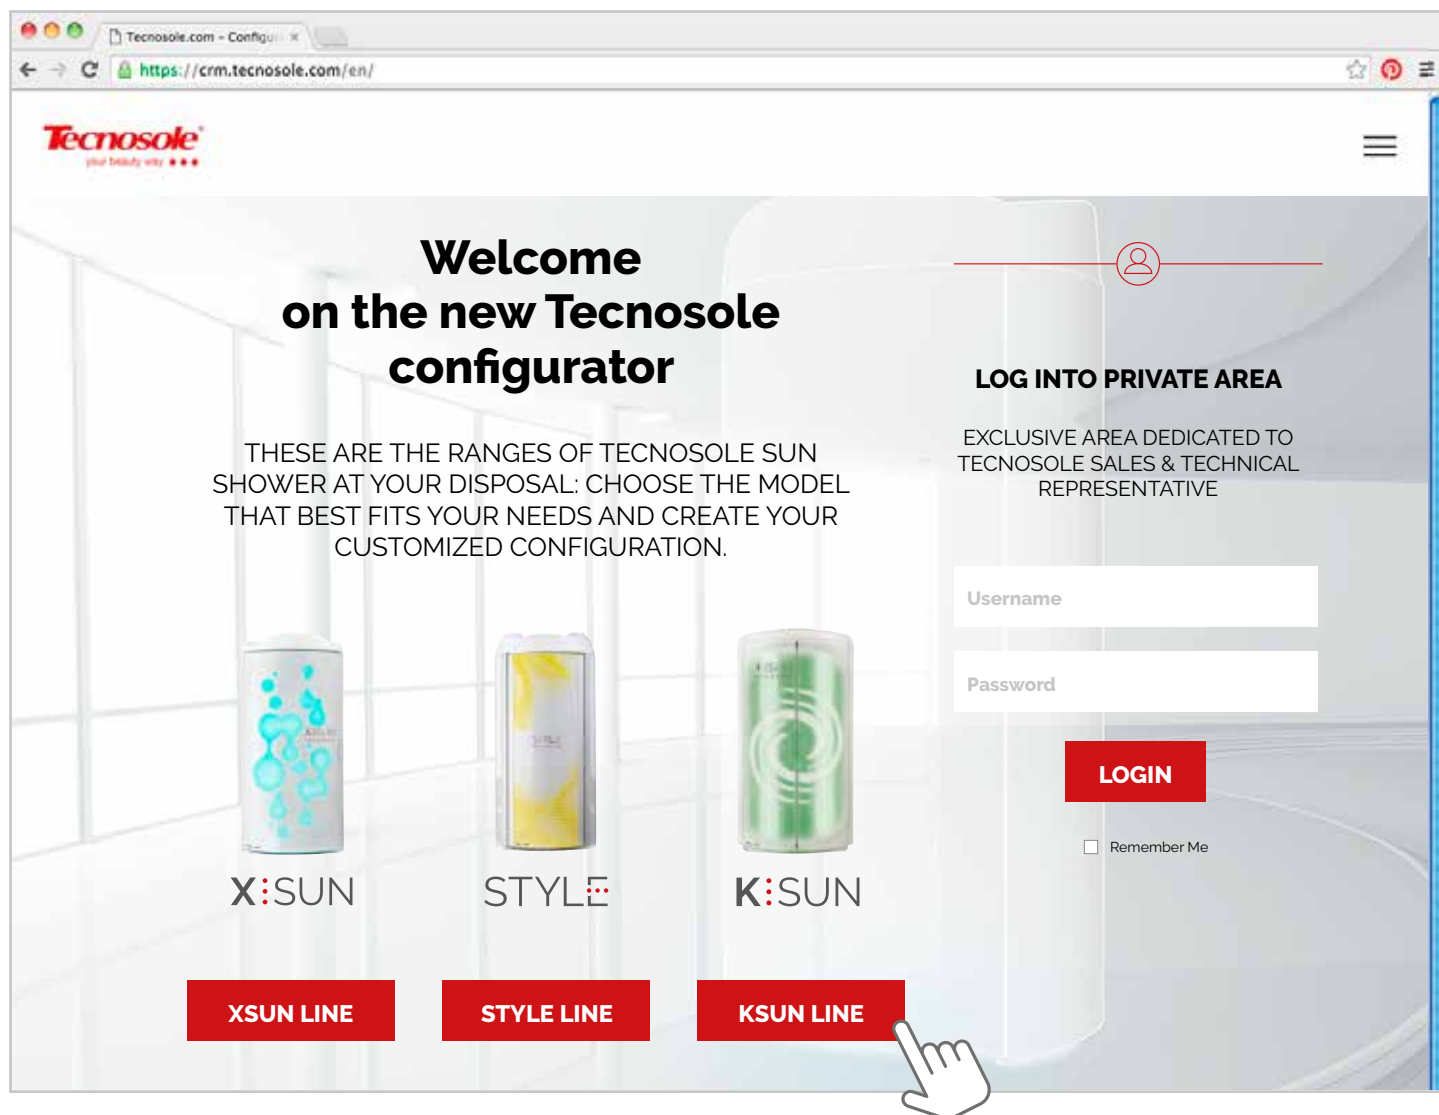 Tecnosole.com - Configu
https://crm.tecnosole.com/en/
Tecnosole
your beauty way
Welcome
on the new Tecnosole
configurator
THESE ARE THE RANGES OF TECNOSOLE SUN
SHOWER AT YOUR DISPOSAL: CHOOSE THE MODEL
THAT BEST FITS YOUR NEEDS AND CREATE YOUR
CUSTOMIZED CONFIGURATION.
X SUN
STYLE
K SUN
XSUN LINE
STYLE LINE
KSUN LINE
LOG INTO PRIVATE AREA
EXCLUSIVE AREA DEDICATED TO
TECNOSOLE SALES & TECHNICAL
REPRESENTATIVE
Username
Password
LOGIN
Remember Me